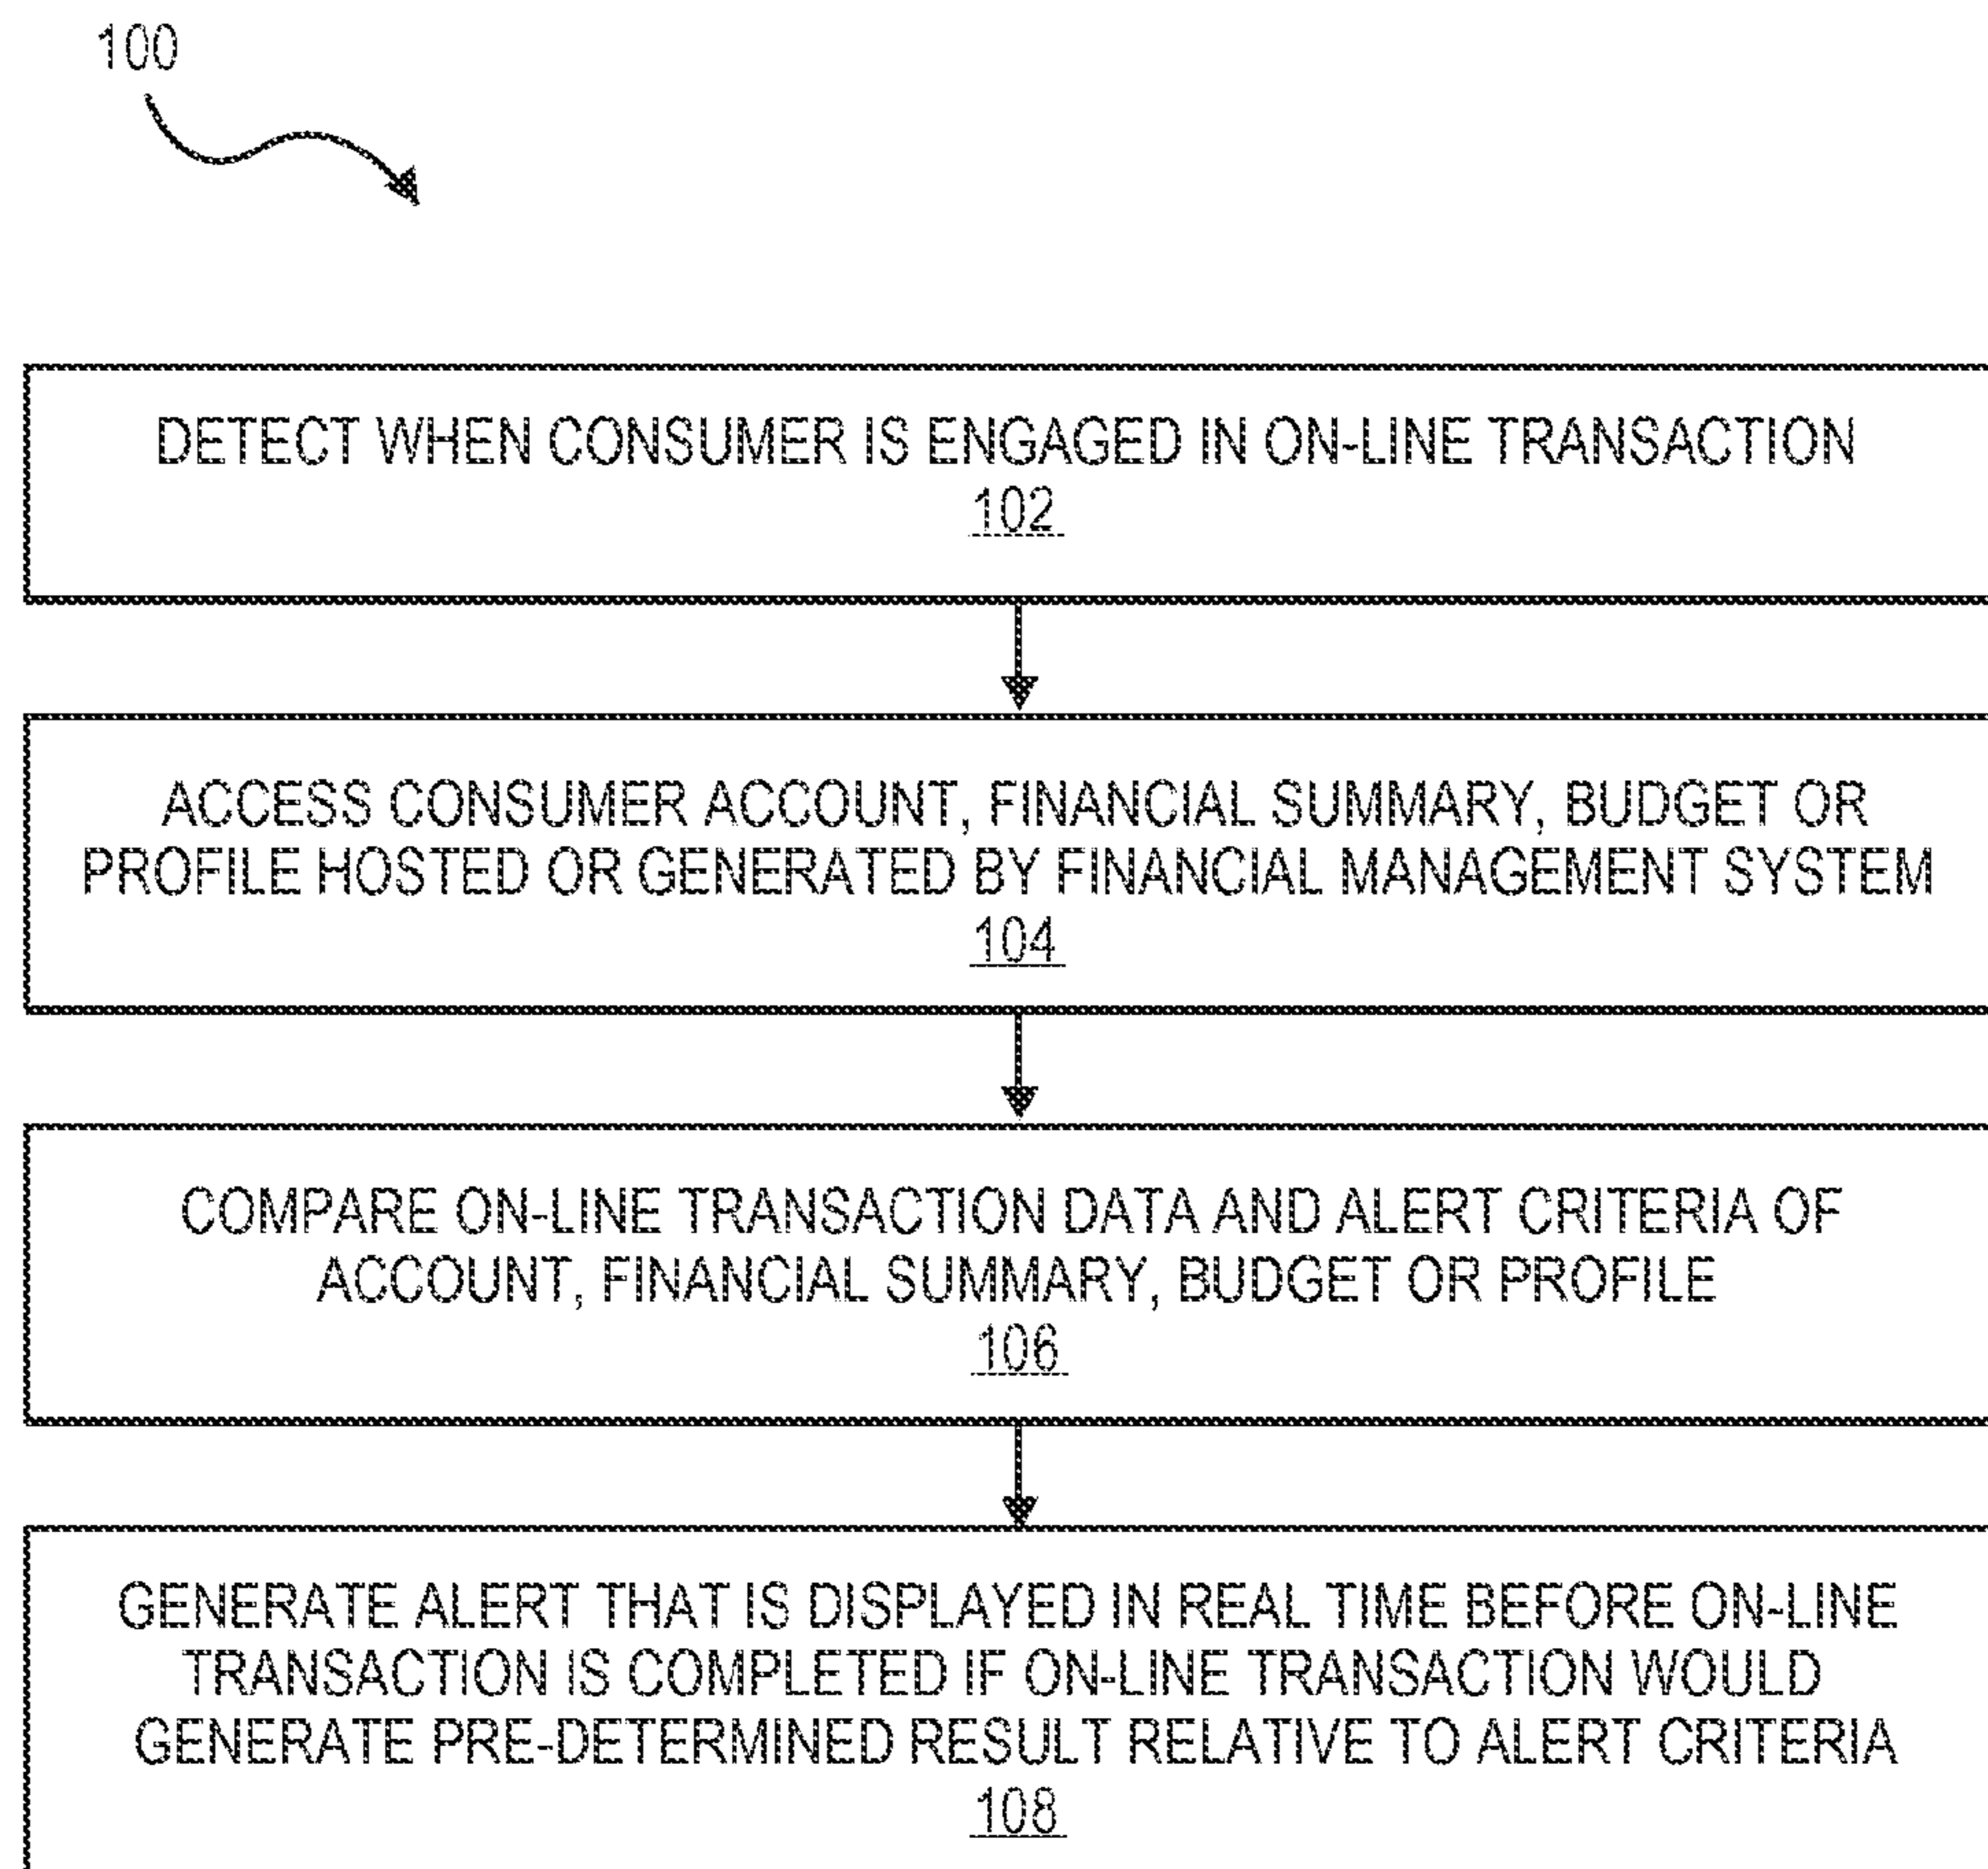 100
DETECT WHEN CONSUMER IS ENGAGED IN ON-LINE TRANSACTION
102
ACCESS CONSUMER ACCOUNT, FINANCIAL SUMMARY, BUDGET OR
PROFILE HOSTED OR GENERATED BY FINANCIAL MANAGEMENT SYSTEM
104
COMPARE ON-LINE TRANSACTION DATA AND ALERT CRITERIA OF
ACCOUNT, FINANCIAL SUMMARY, BUDGET OR PROFILE
106
GENERATE ALERT THAT IS DISPLAYED IN REAL TIME BEFORE ON-LINE
TRANSACTION IS COMPLETED IF ON-LINE TRANSACTION WOULD
GENERATE PRE-DETERMINED RESULT RELATIVE TO ALERT CRITERIA
108